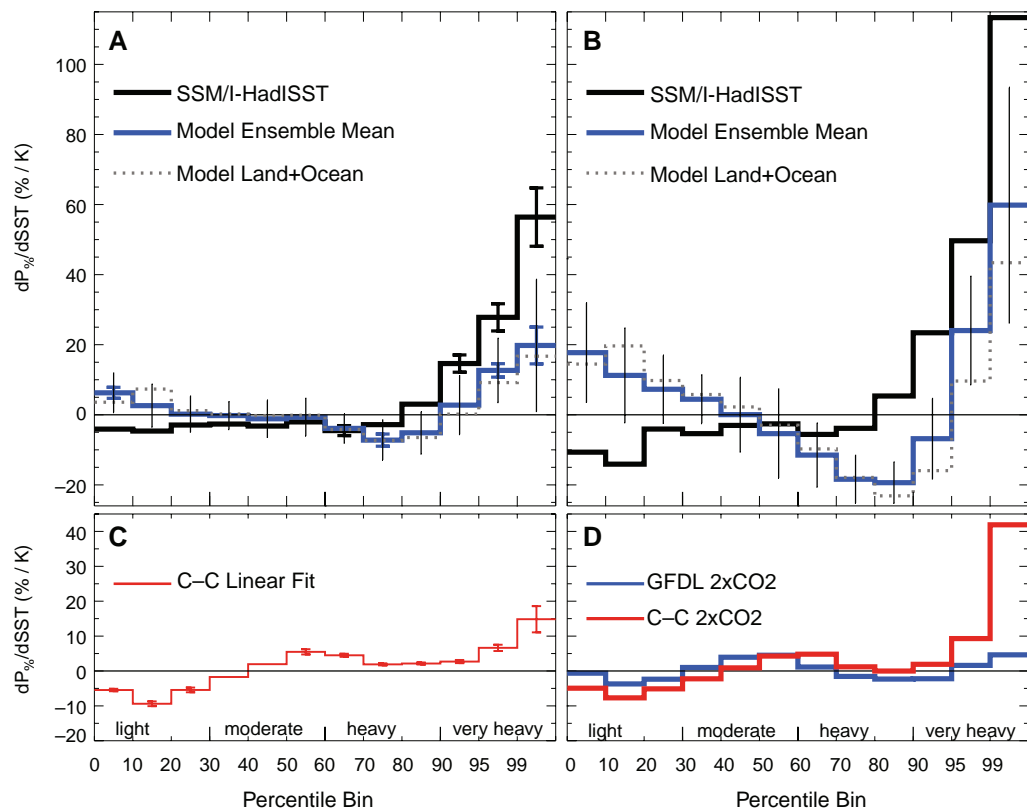 A
SSM/I-HadISST
Model Ensemble Mean
Model Land+Ocean
dP%/dSST (% / K)
100
80
60
40
20
0
−20
B
SSM/I-HadISST
Model Ensemble Mean
Model Land+Ocean
C
C–C Linear Fit
dP%/dSST (% / K)
40
30
20
10
0
−10
−20
light moderate heavy very heavy
0 10 20 30 40 50 60 70 80 90 95 99
Percentile Bin
D
GFDL 2xCO2
C–C 2xCO2
light moderate heavy very heavy
0 10 20 30 40 50 60 70 80 90 95 99
Percentile Bin